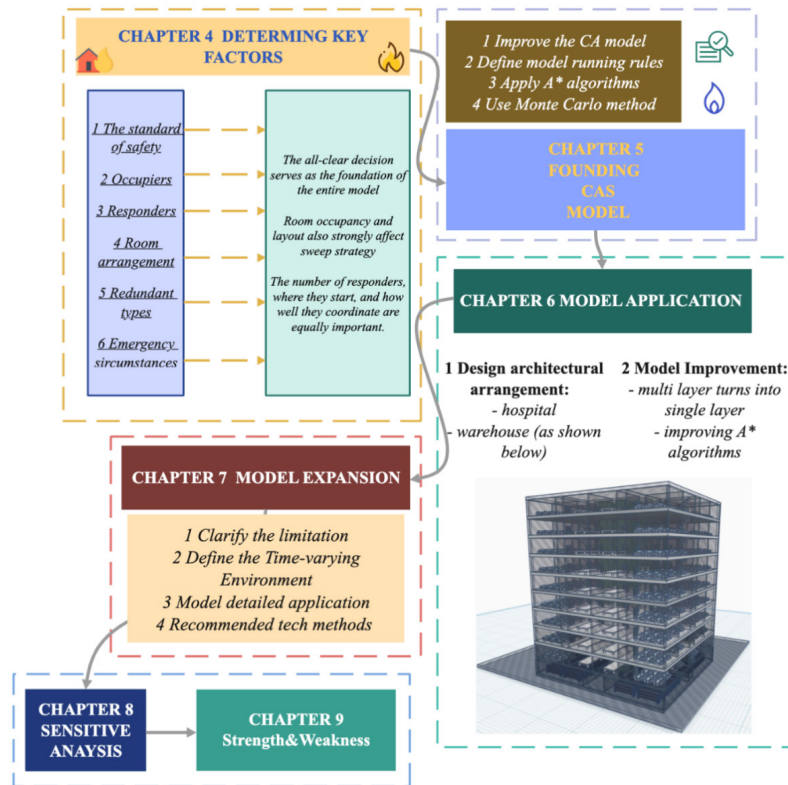 CHAPTER 4 DETERMING KEY
FACTORS
1 The standard
of safety
2 Occupiers
3 Responders
4 Room
arrangement
5 Redundant
types
6 Emergency
sircumstances
The all-clear decision
serves as the foundation of
the entire model
Room occupancy and
layout also strongly affect
sweep strategy
The number of responders,
where they start, and how
well they coordinate are
equally important.
1 Improve the CA model
2 Define model running rules
3 Apply A* algorithms
4 Use Monte Carlo method
CHAPTER 5
FOUNDING
CAS
MODEL
CHAPTER 6 MODEL APPLICATION
1 Design architectural
arrangement:
- hospital
- warehouse (as shown
below)
2 Model Improvement:
- multi layer turns into
single layer
- improving A*
algorithms
CHAPTER 7 MODEL EXPANSION
1 Clarify the limitation
2 Define the Time-varying
Environment
3 Model detailed application
4 Recommended tech methods
CHAPTER 8
SENSITIVE
ANAYSIS
CHAPTER 9
Strength&Weakness